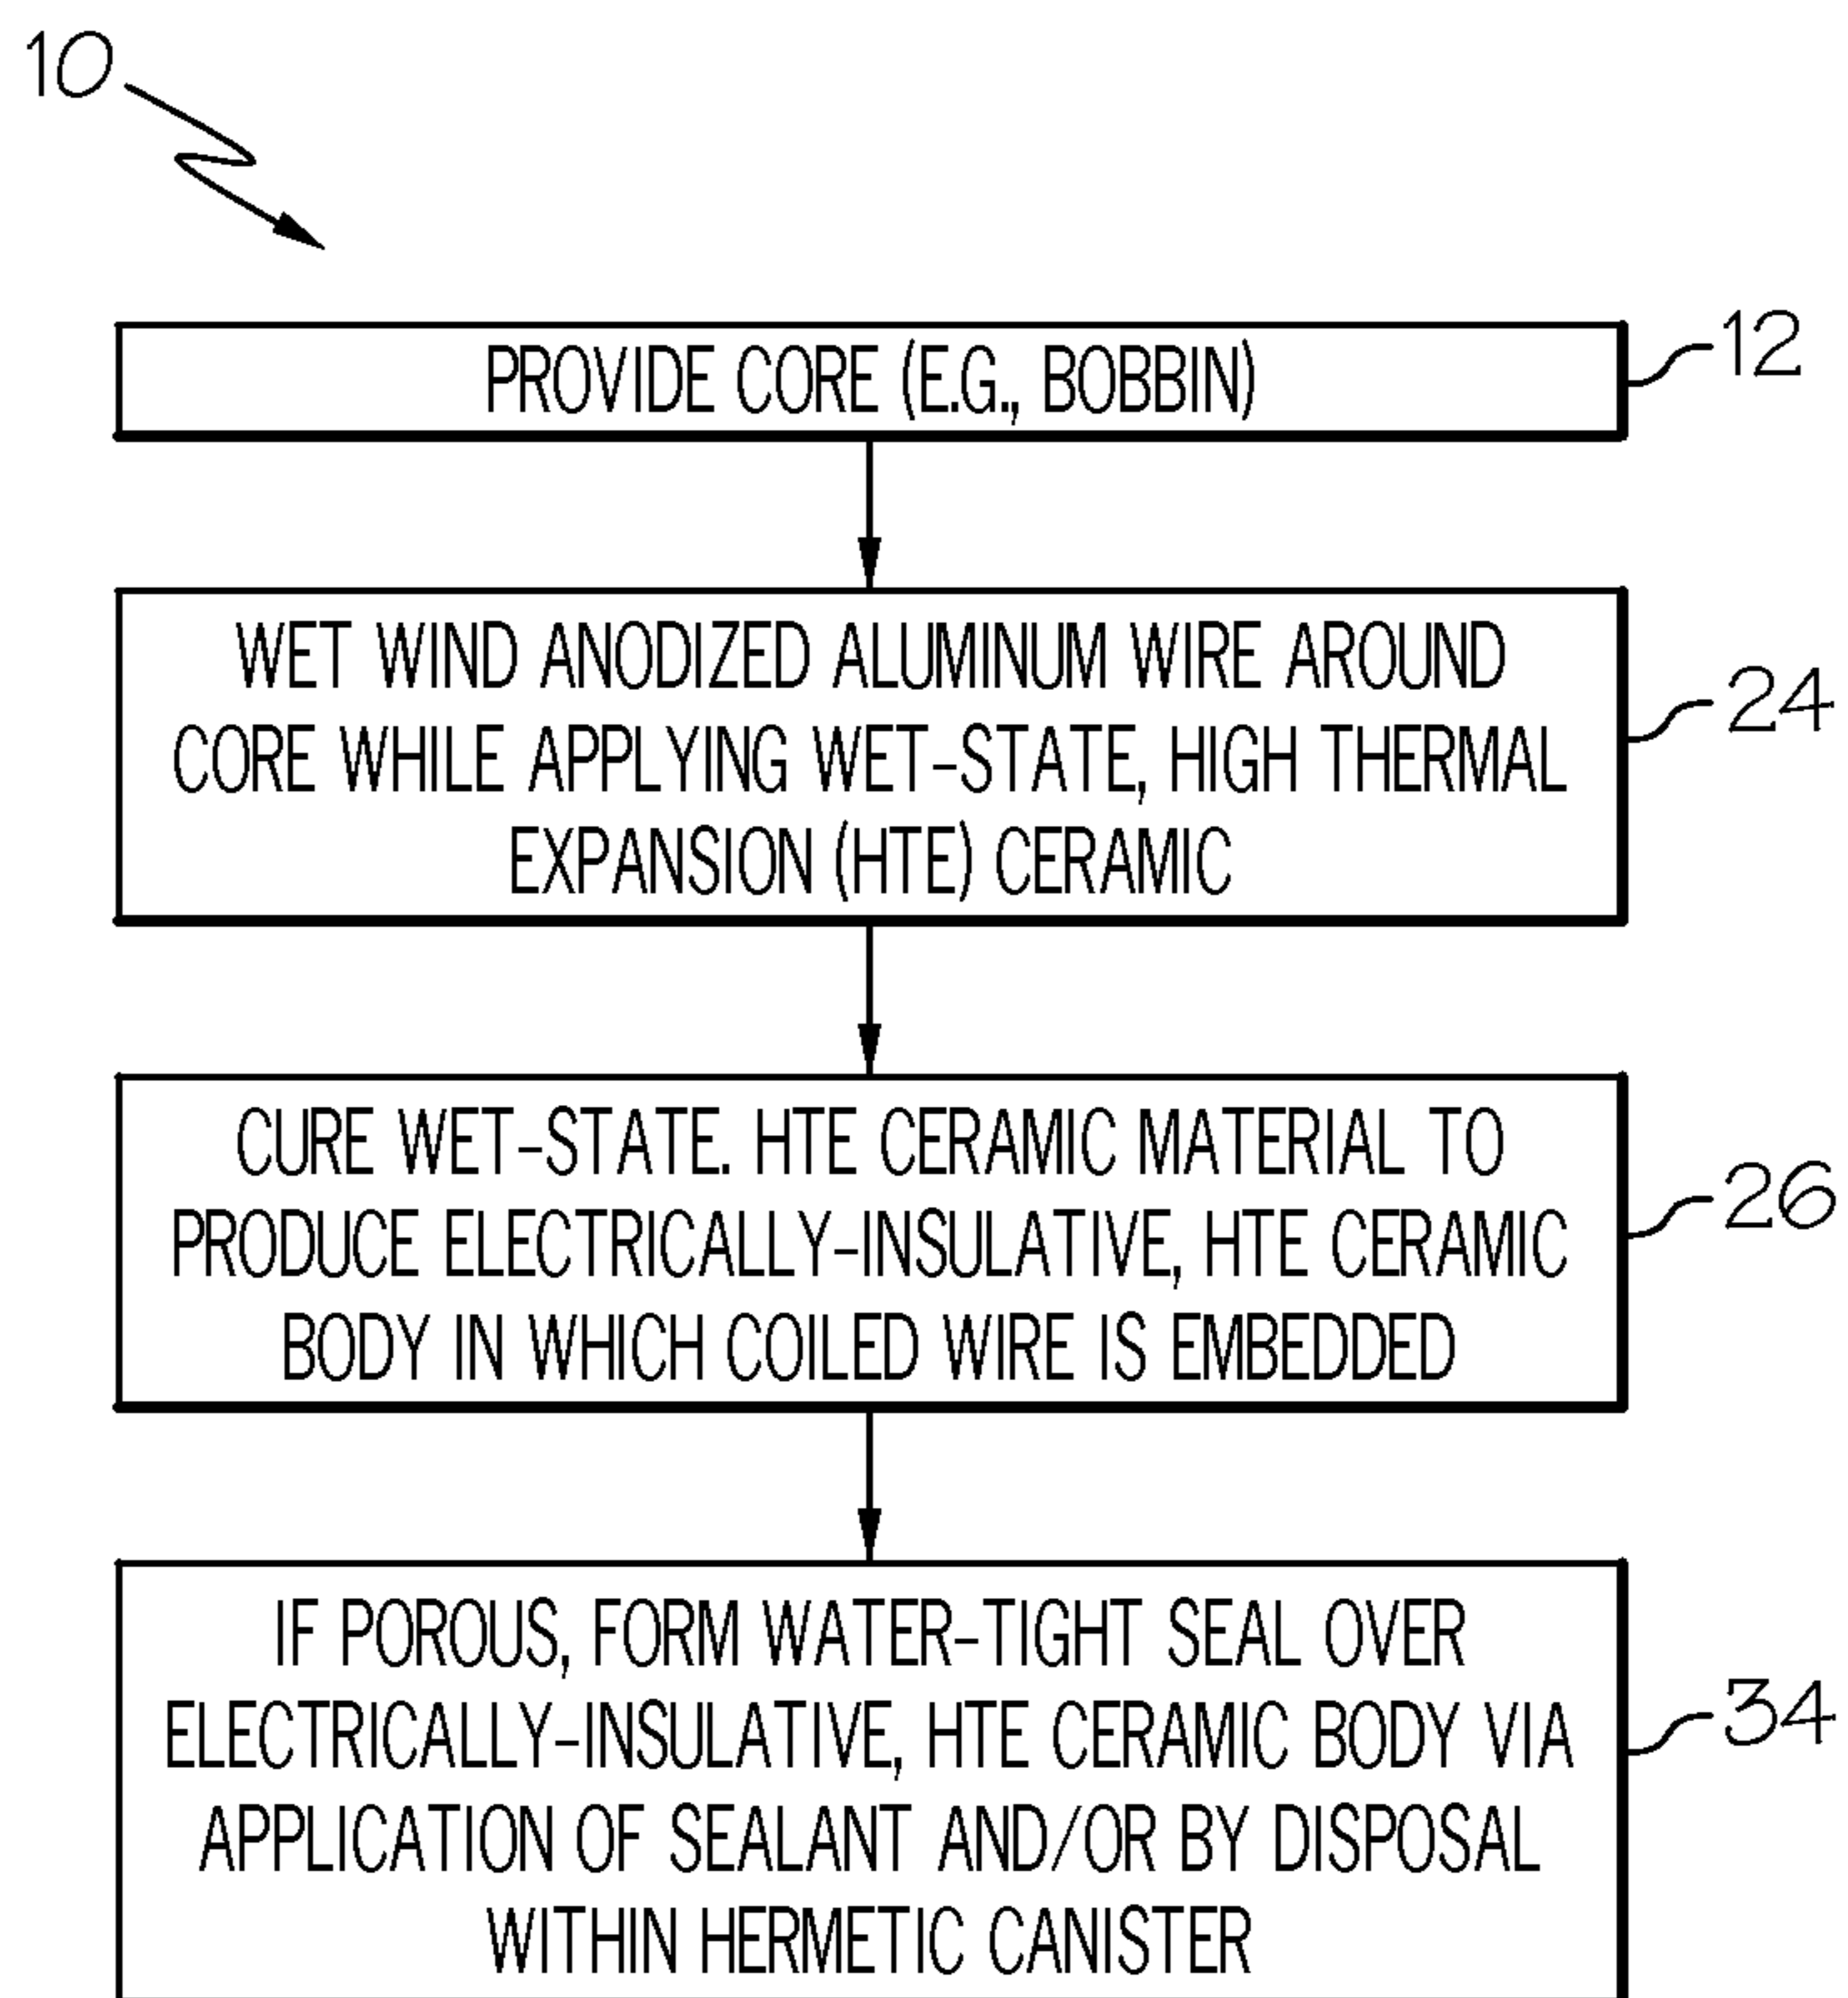 10
PROVIDE CORE (E.G., BOBBIN)
12
WET WIND ANODIZED ALUMINUM WIRE AROUND
CORE WHILE APPLYING WET-STATE, HIGH THERMAL
EXPANSION (HTE) CERAMIC
24
CURE WET-STATE. HTE CERAMIC MATERIAL TO
PRODUCE ELECTRICALLY-INSULATIVE, HTE CERAMIC
BODY IN WHICH COILED WIRE IS EMBEDDED
26
IF POROUS, FORM WATER-TIGHT SEAL OVER
ELECTRICALLY-INSULATIVE, HTE CERAMIC BODY VIA
APPLICATION OF SEALANT AND/OR BY DISPOSAL
WITHIN HERMETIC CANISTER
34